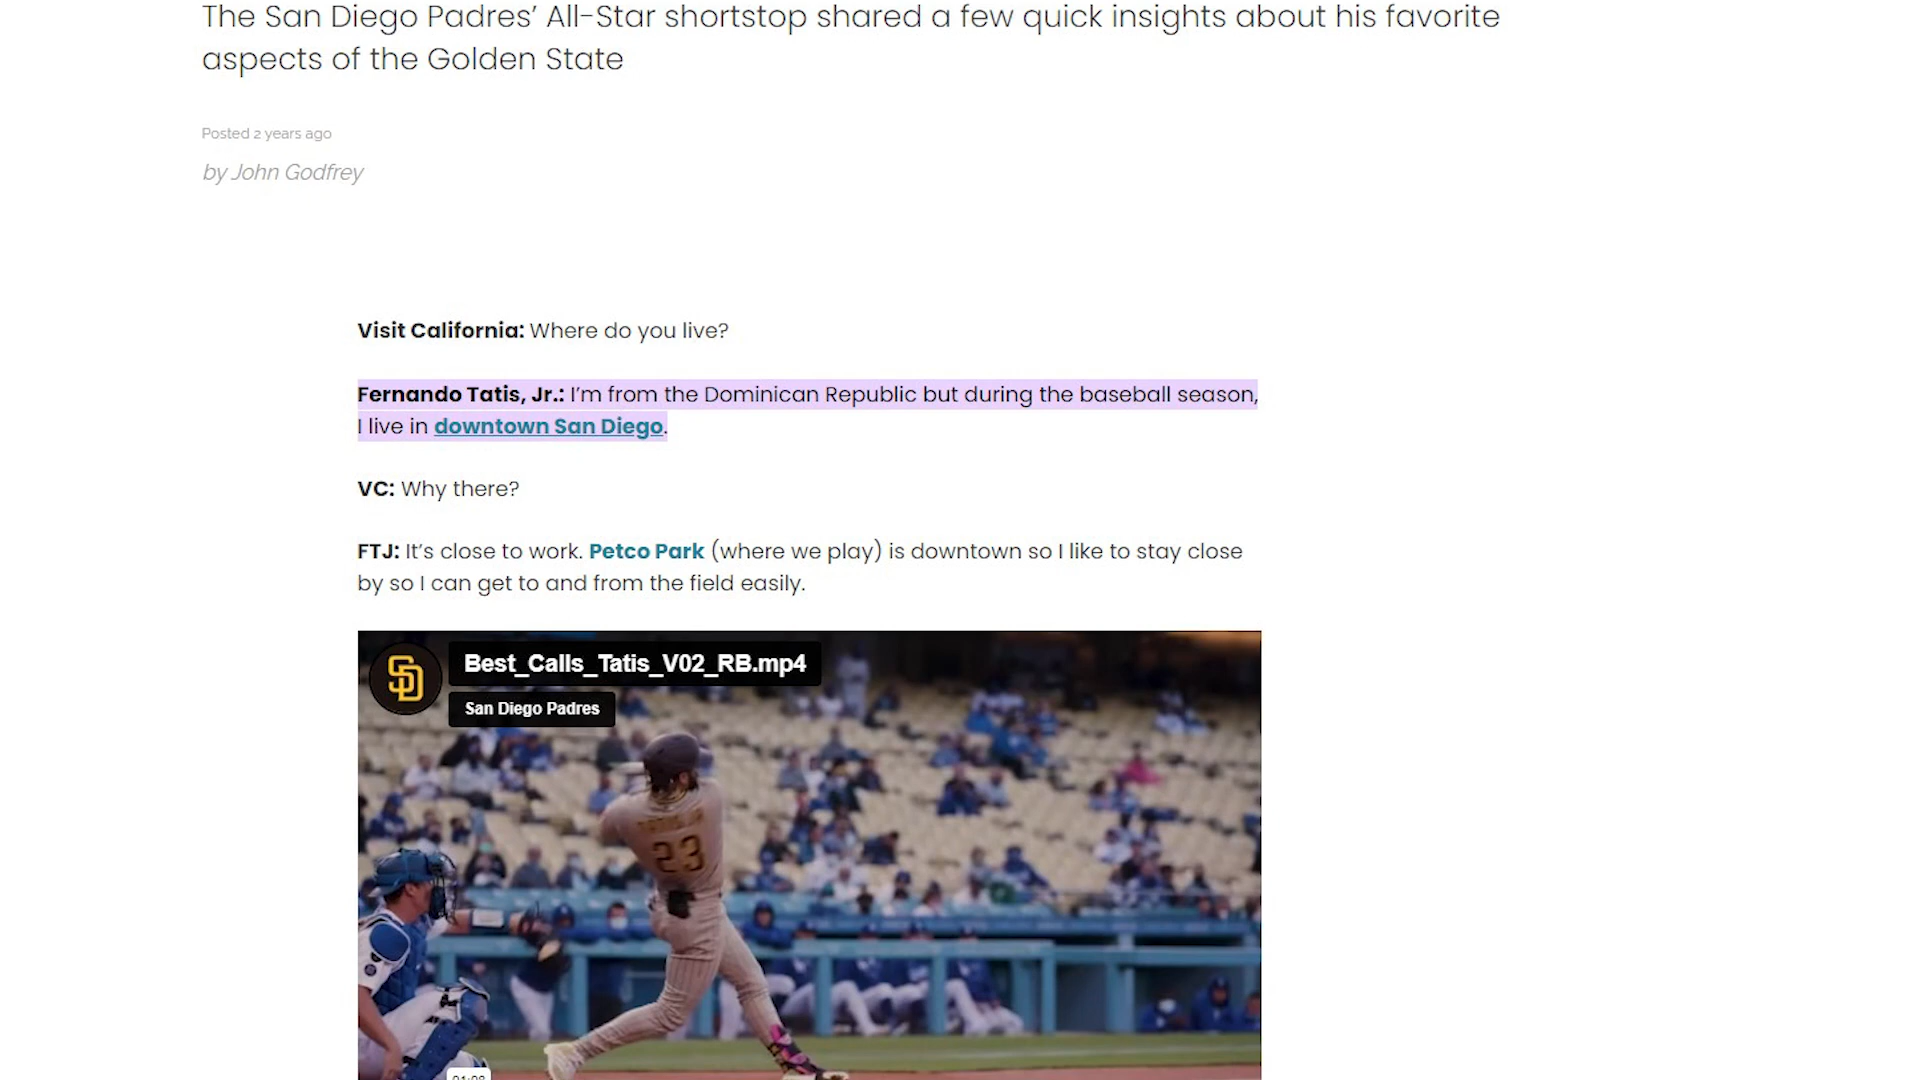 The San Diego Padres’ All-Star shortstop shared a few quick insights about his favorite
aspects of the Golden State
Posted 2 years ago
by John Godfrey
Visit California: Where do you live?
Fernando Tatis, Jr.: I’m from the Dominican Republic but during the baseball season,
I live in downtown San Diego.
VC: Why there?
FTJ: It’s close to work. Petco Park (where we play) is downtown so I like to stay close
by so I can get to and from the field easily.
SD
Best_Calls_Tatis_V02_RB.mp4
San Diego Padres
23